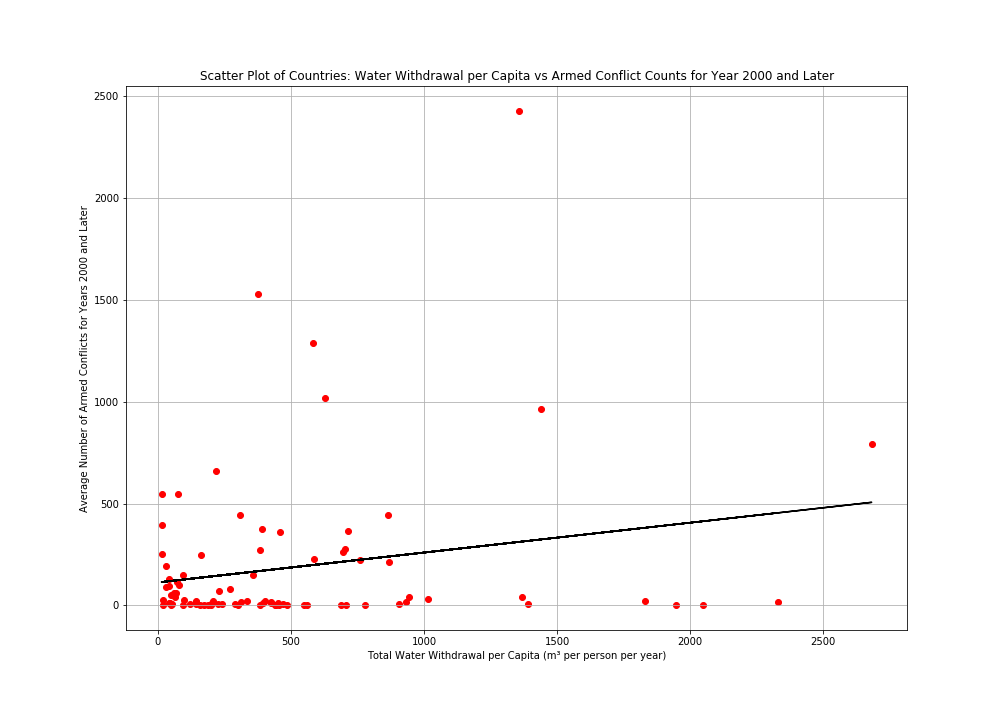 Scatter Plot of Countries: Water Withdrawal per Capita vs Armed Conflict Counts for Year 2000 and Later
Average Number of Armed Conflicts for Years 2000 and Later
2500
2000
1500
1000
500
0
0 500 1000 1500 2000 2500
Total Water Withdrawal per Capita (m³ per person per year)